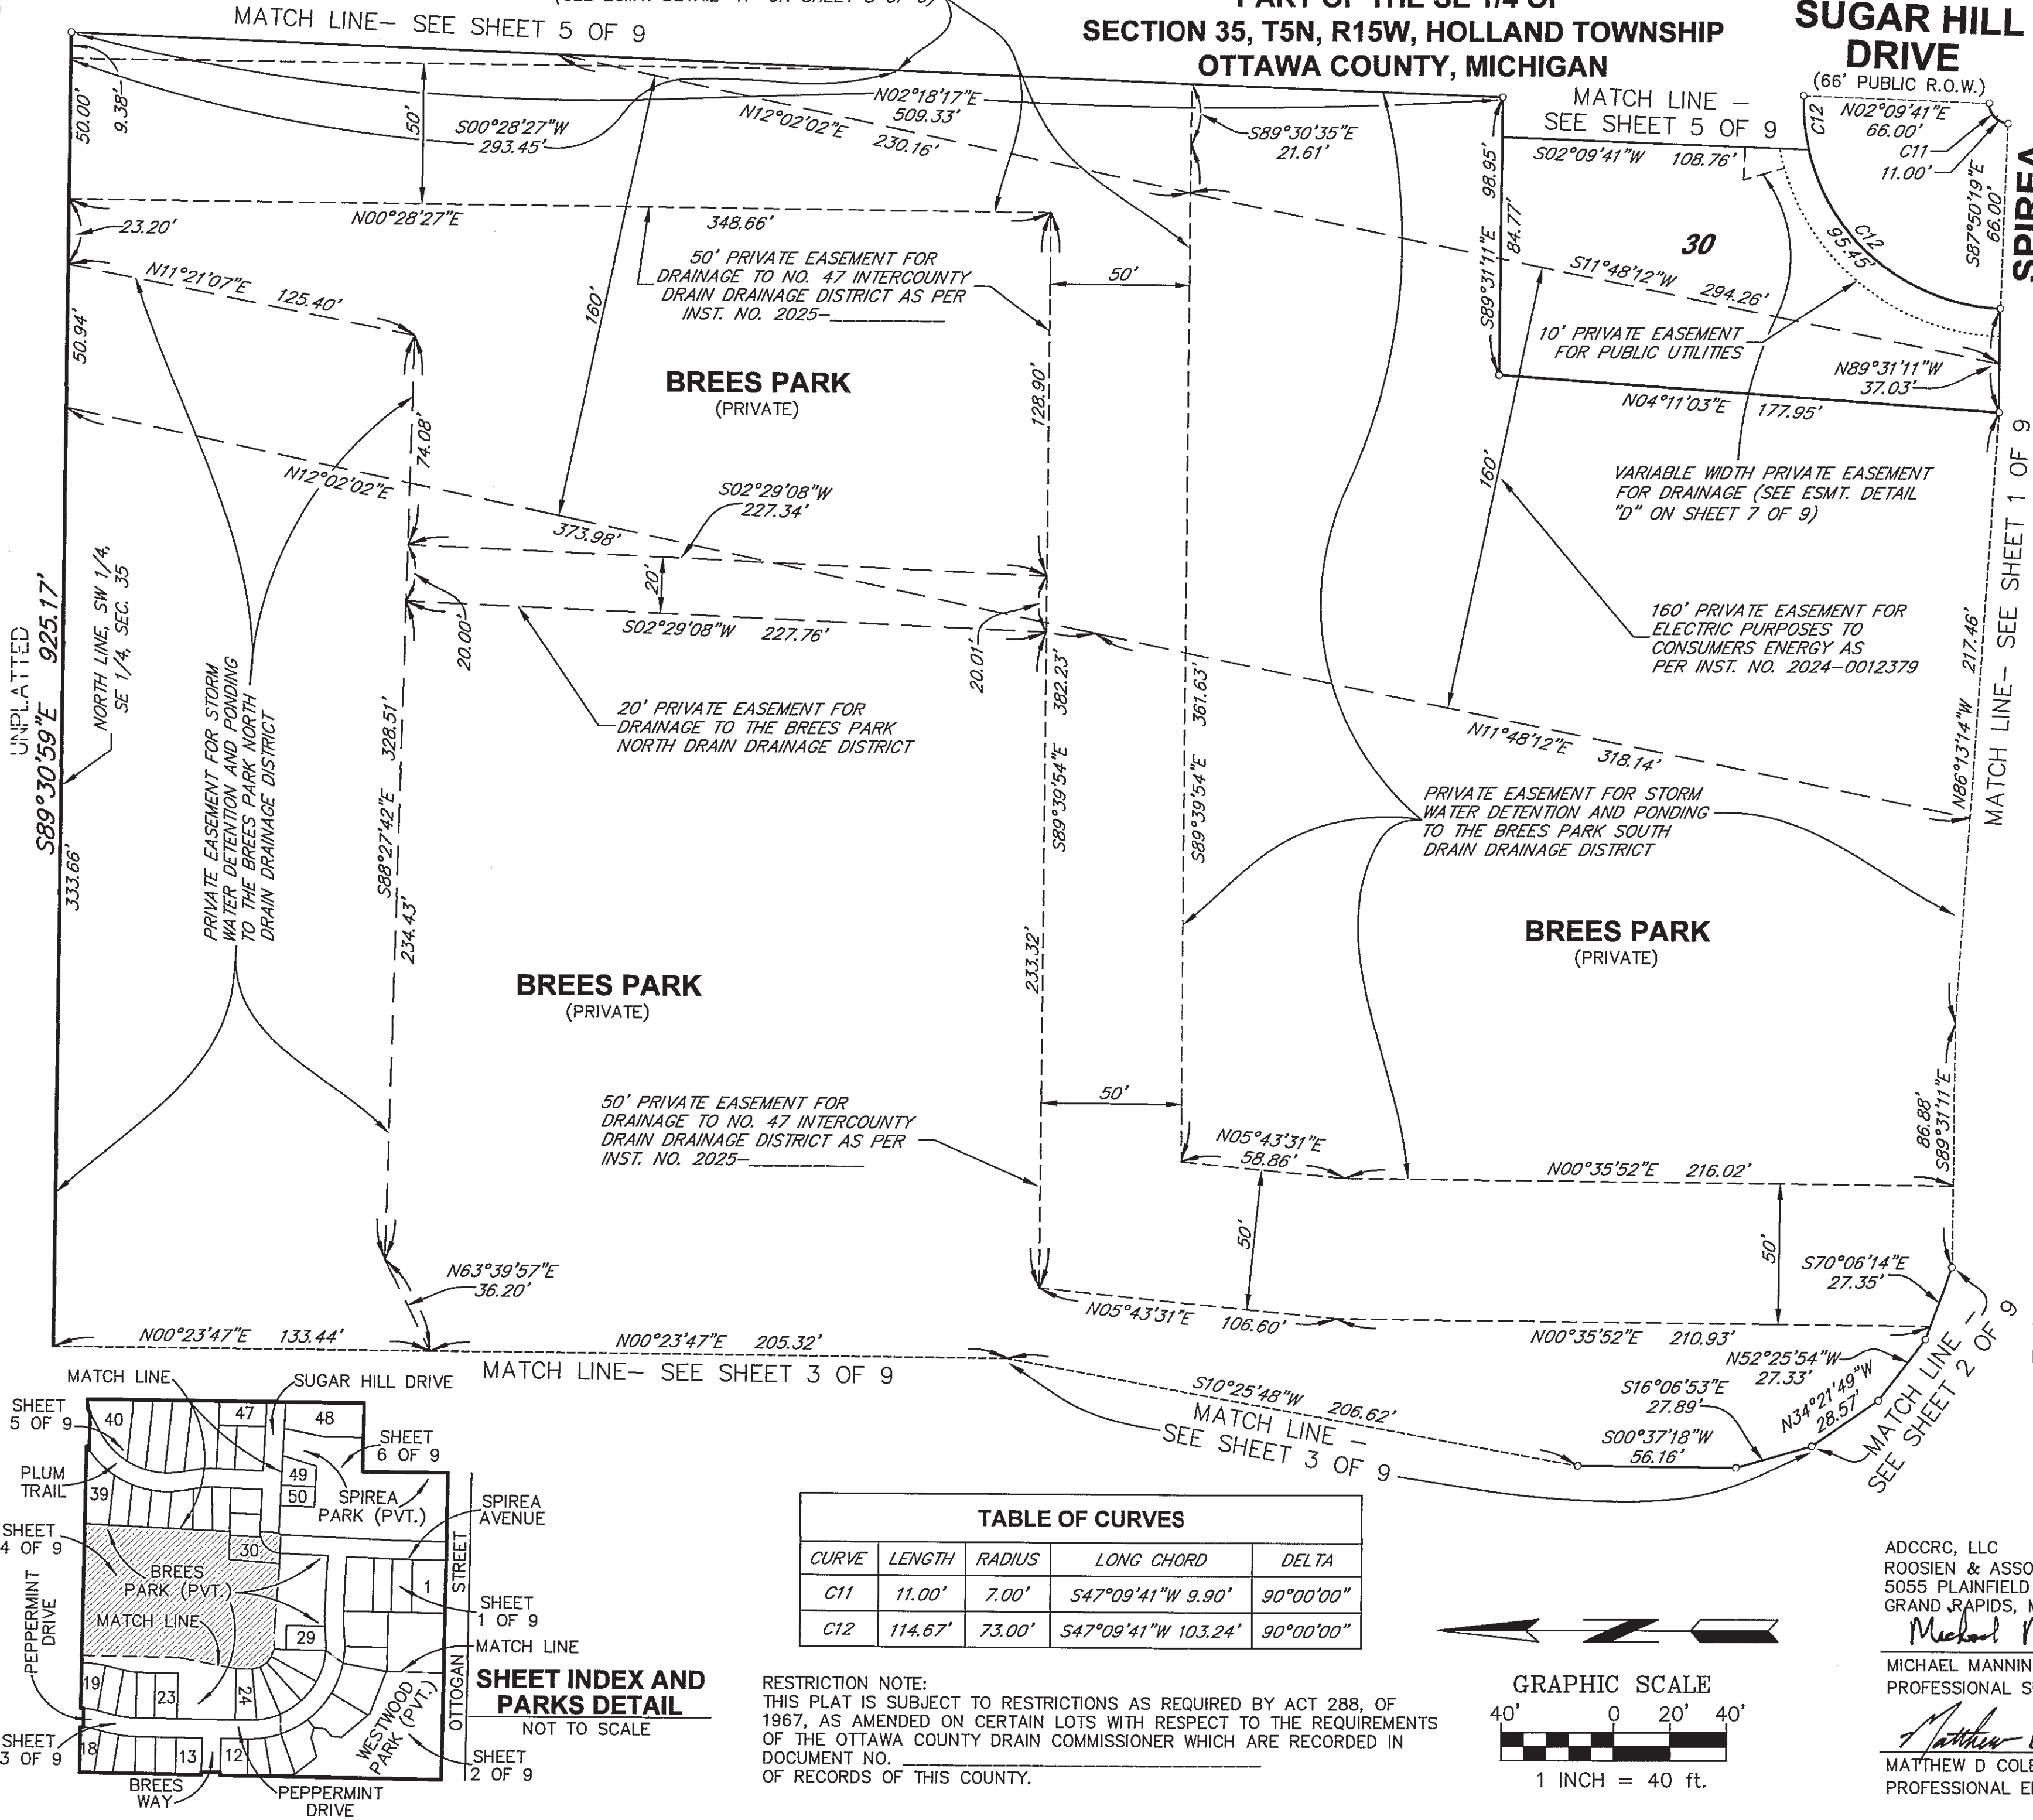 MATCH LINE- SEE SHEET 5 OF 9
SECTION 35, T5N, R15W, HOLLAND TOWNSHIP
OTTAWA COUNTY, MICHIGAN
SUGAR HILL
DRIVE
(66' PUBLIC R.O.W.)
MATCH LINE -
SEE SHEET 5 OF 9
N02°09'41"E
66.00'
C11
11.00'
C12
S87°50'19"E
66.00'
SPIREA
50.00'
9.38'
50'
S00°28'27"W
293.45'
N02°18'17"E
509.33'
N12°02'02"E
230.16'
S89°30'35"E
21.61'
98.95'
84.77'
S89°31'11"E
S02°09'41"W 108.76'
30
C12
95.45'
S11°48'12"W
294.26'
N00°28'27"E
348.66'
23.20'
N11°21'07"E
125.40'
50.94'
160'
50' PRIVATE EASEMENT FOR
DRAINAGE TO NO. 47 INTERCOUNTY
DRAIN DRAINAGE DISTRICT AS PER
INST. NO. 2025-__________
50'
10' PRIVATE EASEMENT
FOR PUBLIC UTILITIES
N89°31'11"W
37.03'
N04°11'03"E 177.95'
BREES PARK
(PRIVATE)
128.90'
74.08'
N12°02'02"E
373.98'
S02°29'08"W
227.34'
20'
S02°29'08"W 227.76'
20.00'
20.01'
160'
VARIABLE WIDTH PRIVATE EASEMENT
FOR DRAINAGE (SEE ESMT. DETAIL
"D" ON SHEET 7 OF 9)
MATCH LINE- SEE SHEET 1 OF 9
160' PRIVATE EASEMENT FOR
ELECTRIC PURPOSES TO
CONSUMERS ENERGY AS
PER INST. NO. 2024-0012379
N86°13'14"W 217.46'
UNPLATTED
S89°30'59"E 925.17'
NORTH LINE, SW 1/4,
SE 1/4, SEC. 35
333.66'
PRIVATE EASEMENT FOR STORM
WATER DETENTION AND PONDING
TO THE BREES PARK NORTH
DRAIN DRAINAGE DISTRICT
S88°27'42"E 328.51'
234.43'
20' PRIVATE EASEMENT FOR
DRAINAGE TO THE BREES PARK
NORTH DRAIN DRAINAGE DISTRICT
S89°39'54"E 382.23'
S89°39'54"E 361.63'
233.32'
N11°48'12"E
318.14'
PRIVATE EASEMENT FOR STORM
WATER DETENTION AND PONDING
TO THE BREES PARK SOUTH
DRAIN DRAINAGE DISTRICT
BREES PARK
(PRIVATE)
BREES PARK
(PRIVATE)
50' PRIVATE EASEMENT FOR
DRAINAGE TO NO. 47 INTERCOUNTY
DRAIN DRAINAGE DISTRICT AS PER
INST. NO. 2025-__________
50'
N05°43'31"E
58.86'
N00°35'52"E 216.02'
86.88'
S89°31'11"E
50'
50'
N63°39'57"E
36.20'
S70°06'14"E
27.35'
N05°43'31"E 106.60'
N00°35'52"E 210.93'
N00°23'47"E 133.44'
N00°23'47"E 205.32'
MATCH LINE- SEE SHEET 3 OF 9
S10°25'48"W 206.62'
MATCH LINE -
SEE SHEET 3 OF 9
N52°25'54"W
27.33'
S16°06'53"E
27.89'
N34°21'49"W
28.57'
S00°37'18"W
56.16'
MATCH LINE -
SEE SHEET 2 OF 9
MATCH LINE
SUGAR HILL DRIVE
SHEET
5 OF 9
40
47
48
SHEET
6 OF 9
PLUM
TRAIL
49
50
39
SPIREA
PARK (PVT.)
SPIREA
AVENUE
SHEET
4 OF 9
30
BREES
PARK (PVT.)
MATCH LINE
STREET
1
SHEET
1 OF 9
PEPPERMINT
DRIVE
29
MATCH LINE
19
23
24
WESTWOOD
PARK (PVT.)
OTTOGAN
SHEET
3 OF 9
18
13
12
SHEET
2 OF 9
BREES
WAY
PEPPERMINT
DRIVE
SHEET INDEX AND
PARKS DETAIL
NOT TO SCALE
TABLE OF CURVES
CURVE LENGTH RADIUS LONG CHORD DELTA
C11 11.00' 7.00' S47°09'41"W 9.90' 90°00'00"
C12 114.67' 73.00' S47°09'41"W 103.24' 90°00'00"
RESTRICTION NOTE:
THIS PLAT IS SUBJECT TO RESTRICTIONS AS REQUIRED BY ACT 288, OF
1967, AS AMENDED ON CERTAIN LOTS WITH RESPECT TO THE REQUIREMENTS
OF THE OTTAWA COUNTY DRAIN COMMISSIONER WHICH ARE RECORDED IN
DOCUMENT NO. ______________________________
OF RECORDS OF THIS COUNTY.
GRAPHIC SCALE
40' 0 20' 40'
1 INCH = 40 ft.
ADCCRC, LLC
ROOSIEN & ASSO
5055 PLAINFIELD
GRAND RAPIDS,
Michael
MICHAEL MANNIN
PROFESSIONAL
Matthew
MATTHEW D COLE
PROFESSIONAL